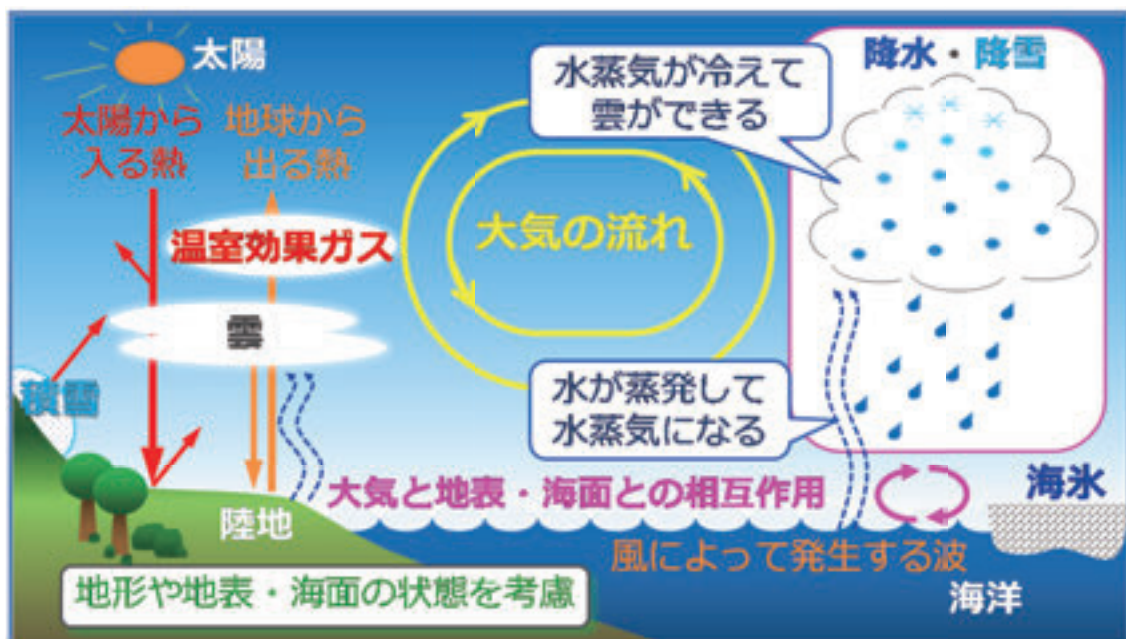 太陽
太陽から
入る熱
地球から
出る熱
温室効果ガス
雲
積雪
陸地
大気の流れ
水蒸気が冷えて
雲ができる
降水・降雪
水が蒸発して
水蒸気になる
大気と地表・海面との相互作用
海氷
風によって発生する波
海洋
地形や地表・海面の状態を考慮